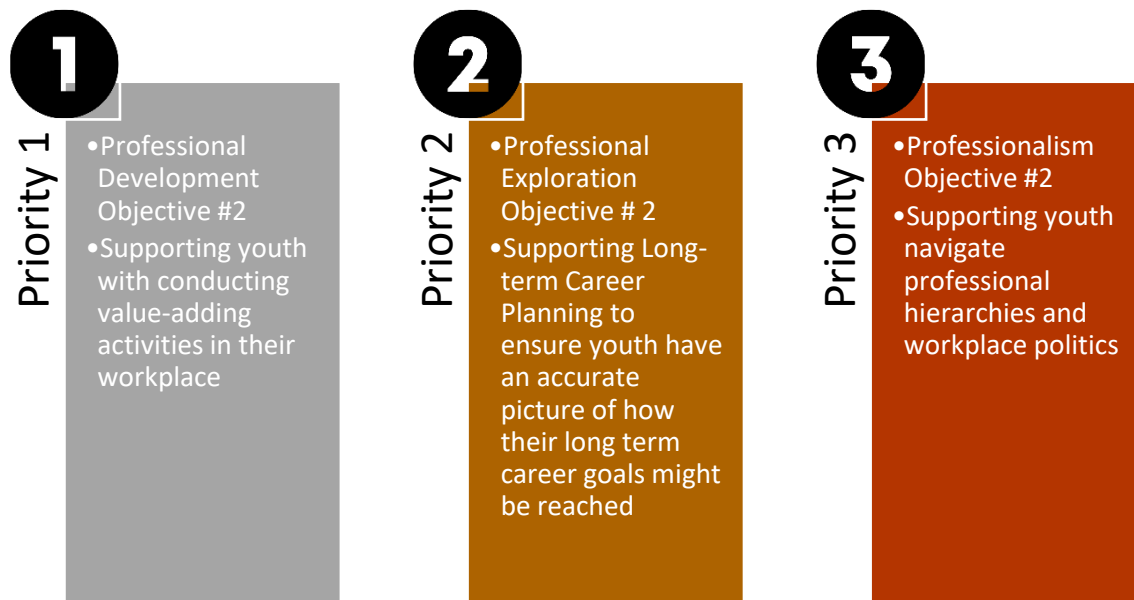 1
Priority 1
•Professional
Development
Objective #2
•Supporting youth
with conducting
value-adding
activities in their
workplace
2
Priority 2
•Professional
Exploration
Objective # 2
•Supporting Long-
term Career
Planning to
ensure youth have
an accurate
picture of how
their long term
career goals might
be reached
3
Priority 3
•Professionalism
Objective #2
•Supporting youth
navigate
professional
hierarchies and
workplace politics